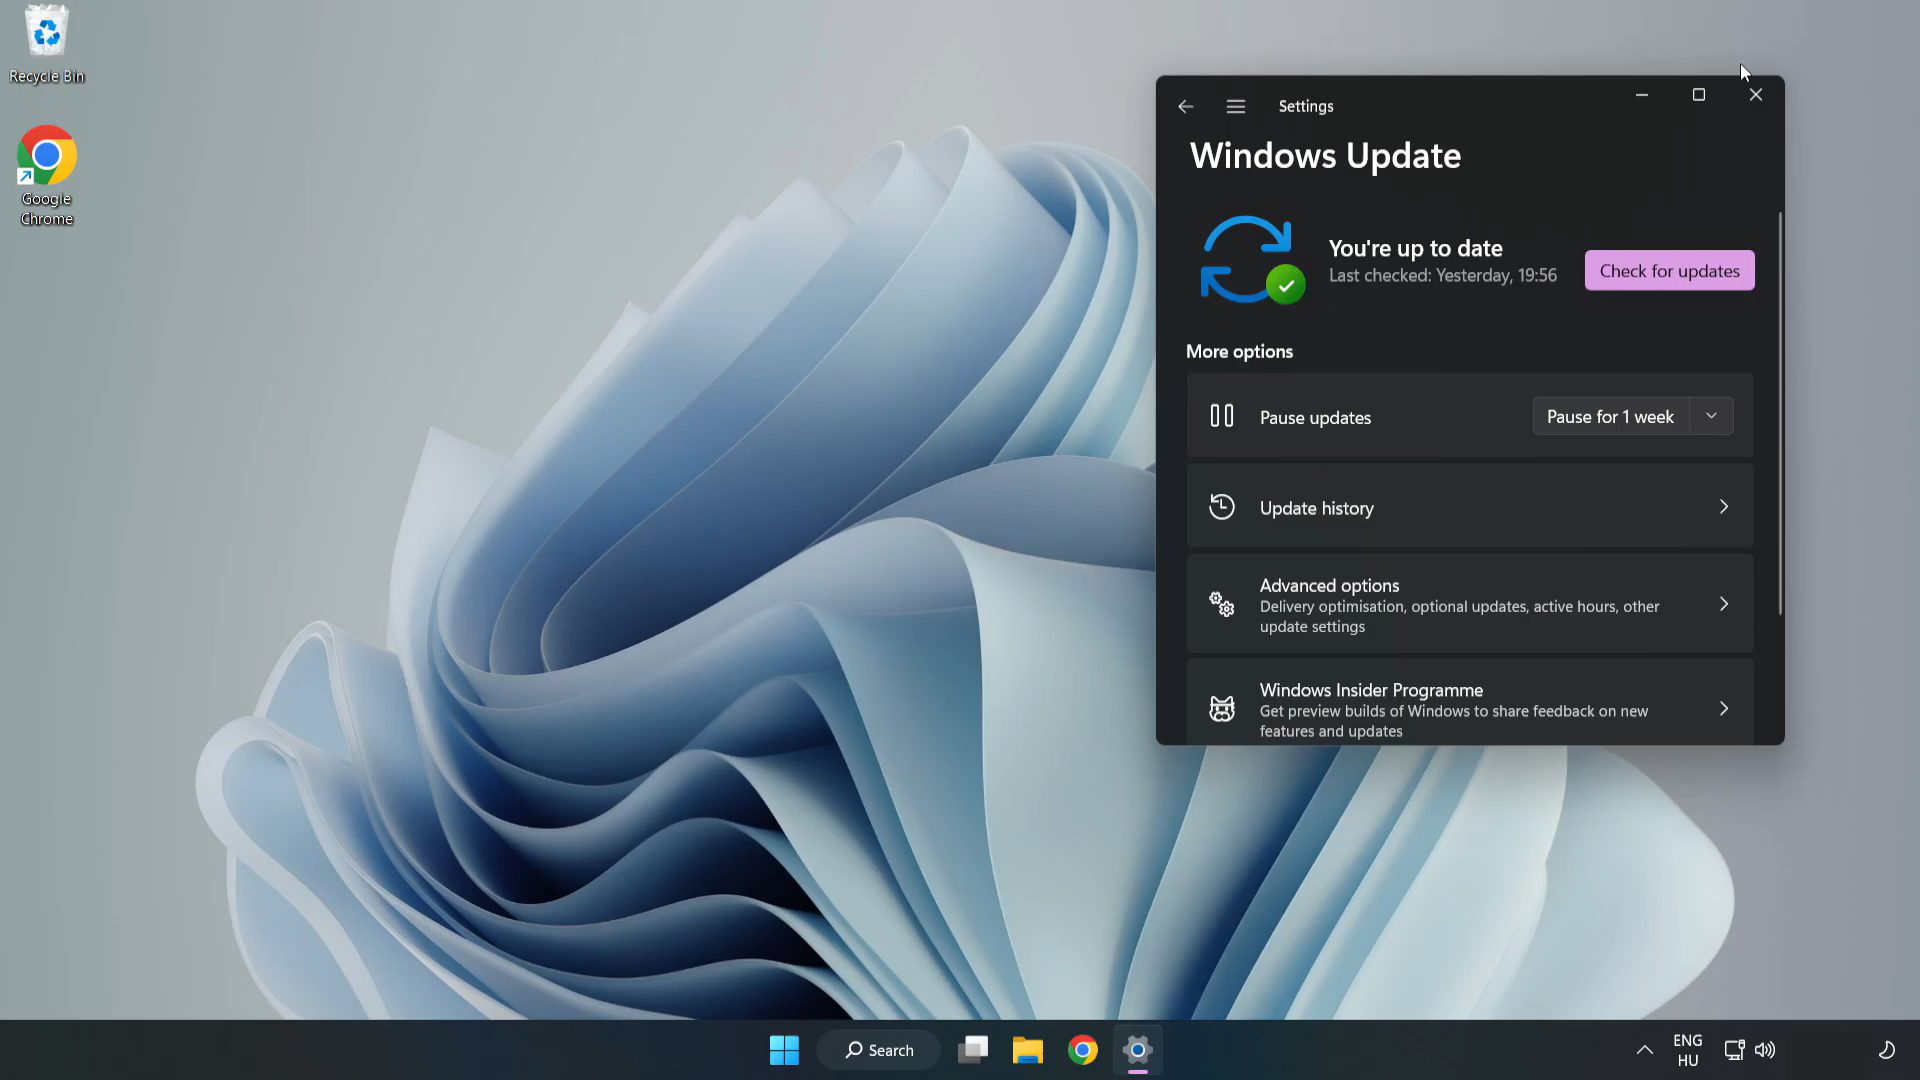 Recycle Bin
Google
Chrome
Settings
Windows Update
You're up to date
Last checked: Yesterday, 19:56
Check for updates
More options
Pause updates
Pause for 1 week
Update history
Advanced options
Delivery optimisation, optional updates, active hours, other
update settings
Windows Insider Programme
Get preview builds of Windows to share feedback on new
features and updates
Search
ENG
HU